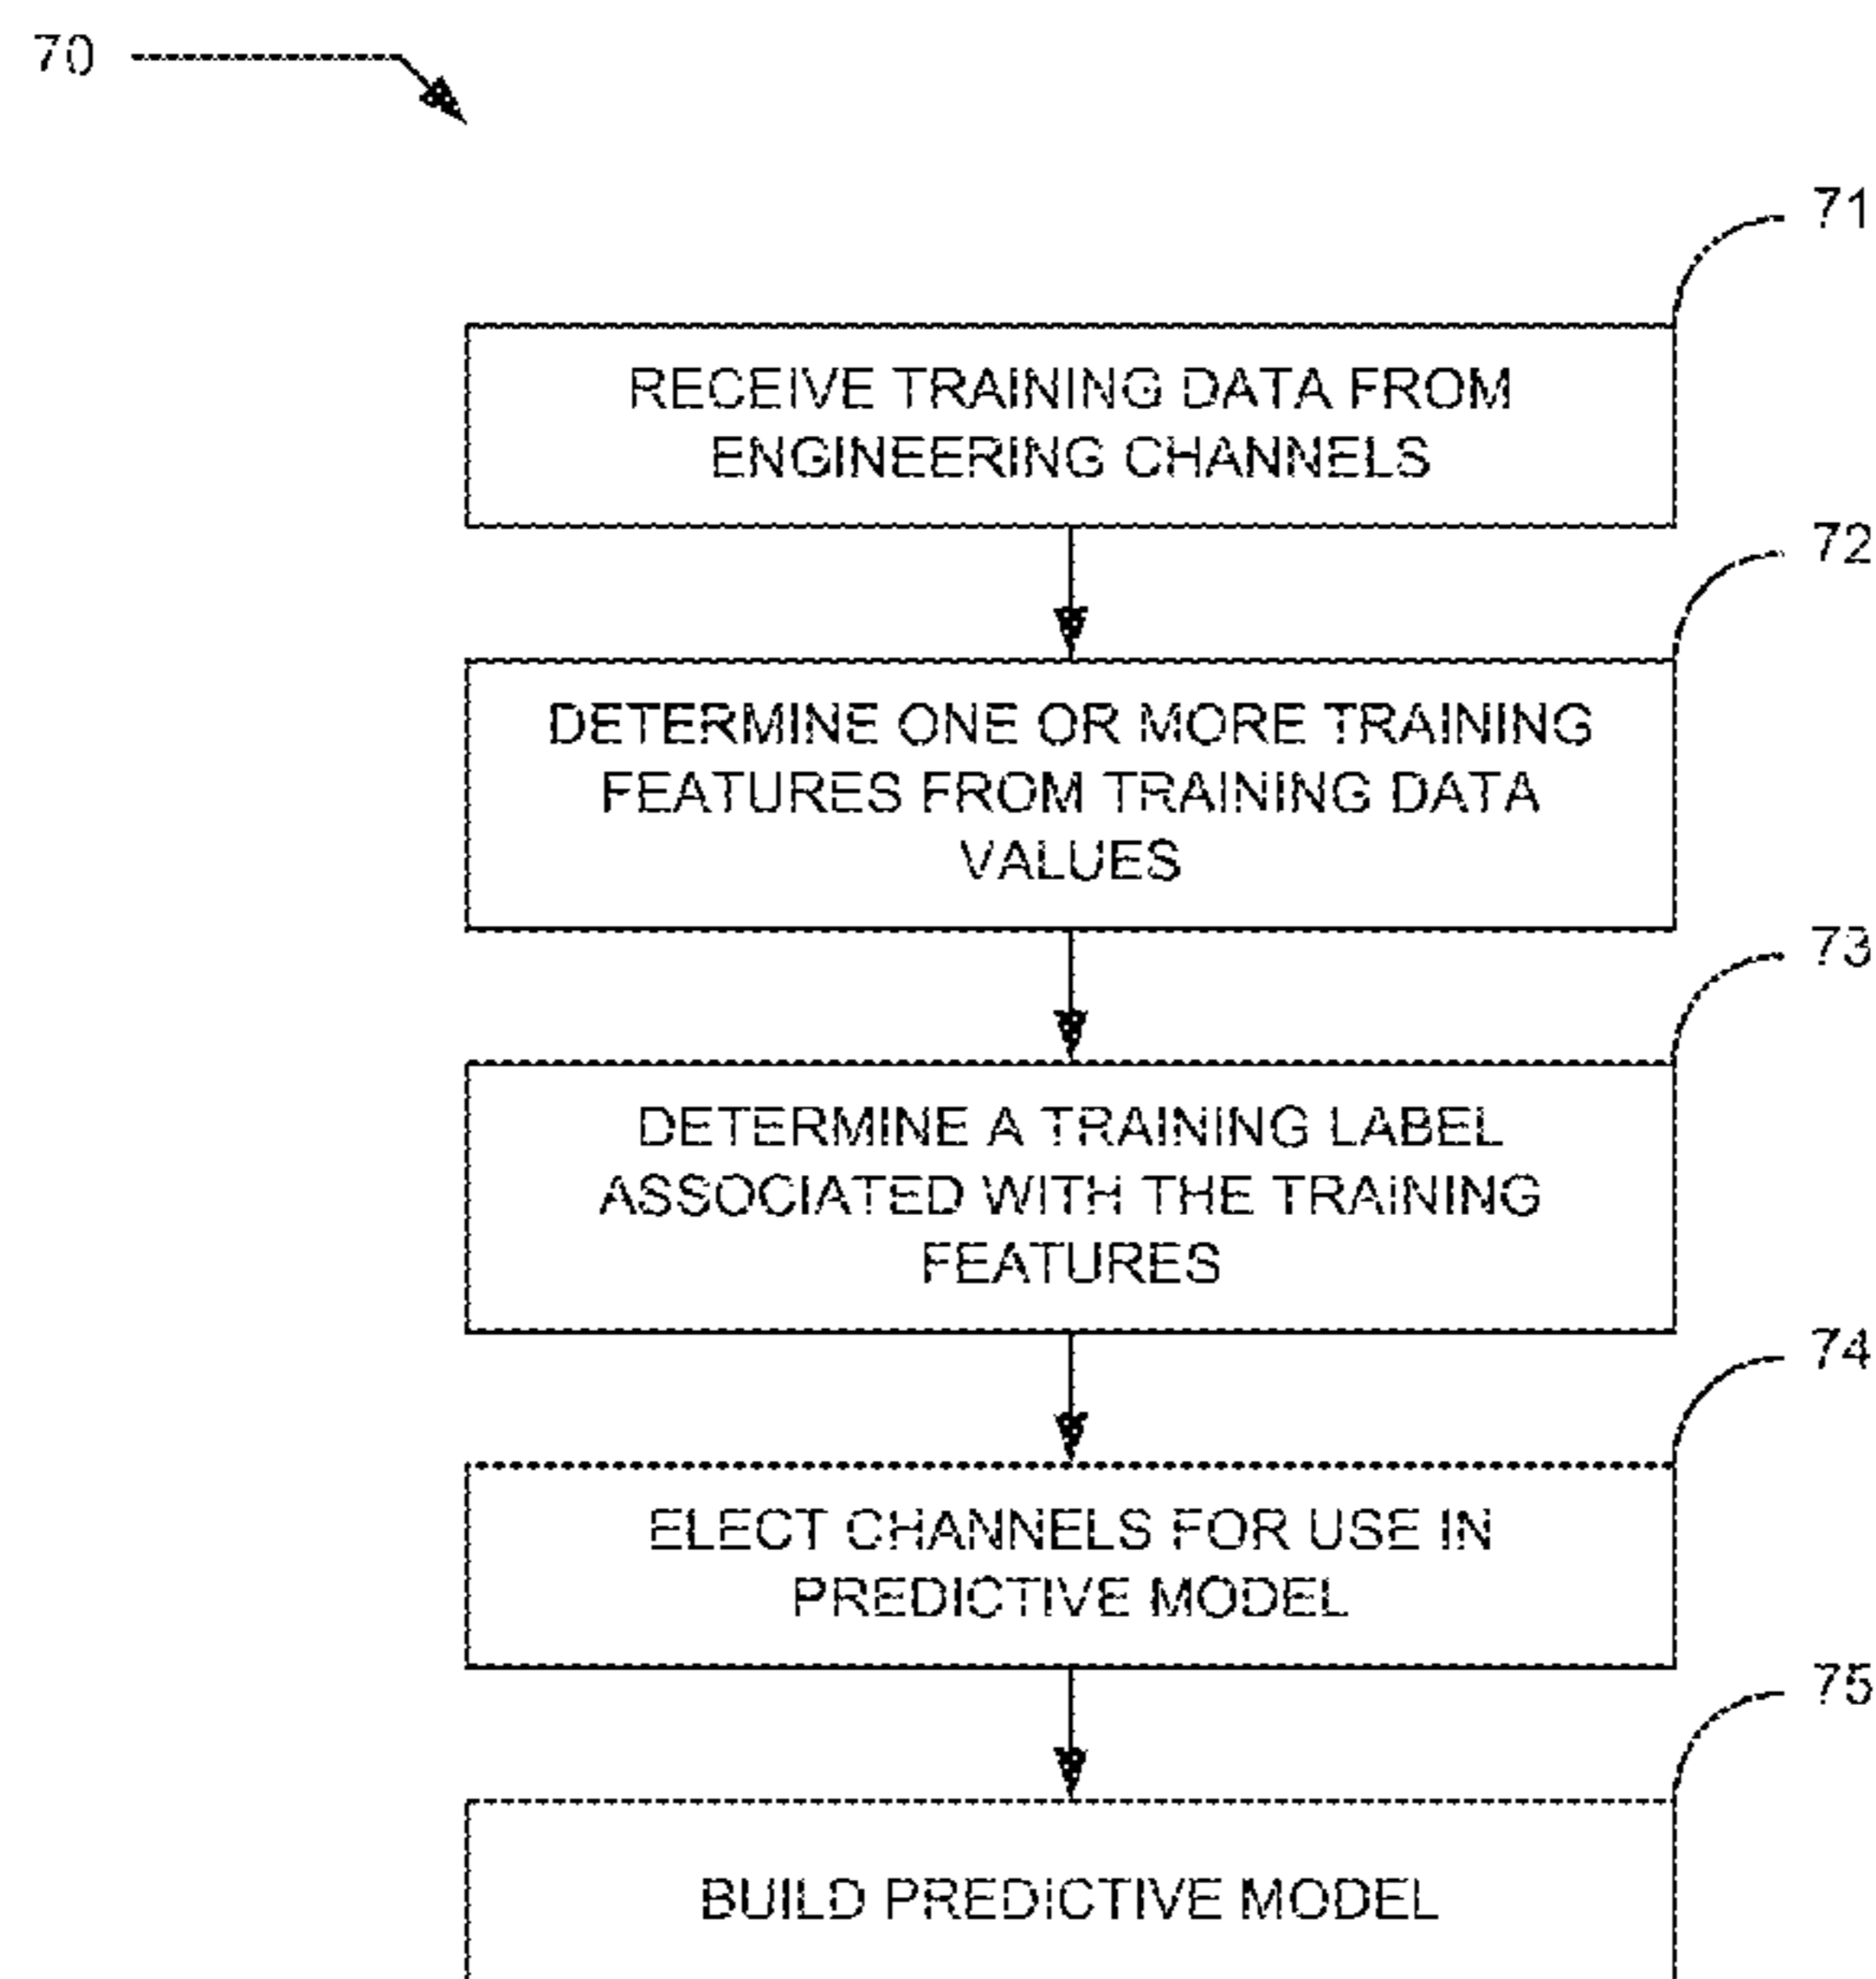 70
71
RECEIVE TRAINING DATA FROM
ENGINEERING CHANNELS
72
DETERMINE ONE OR MORE TRAINING
FEATURES FROM TRAINING DATA
VALUES
73
DETERMINE A TRAINING LABEL
ASSOCIATED WITH THE TRAINING
FEATURES
74
ELECT CHANNELS FOR USE IN
PREDICTIVE MODEL
75
BUILD PREDICTIVE MODEL